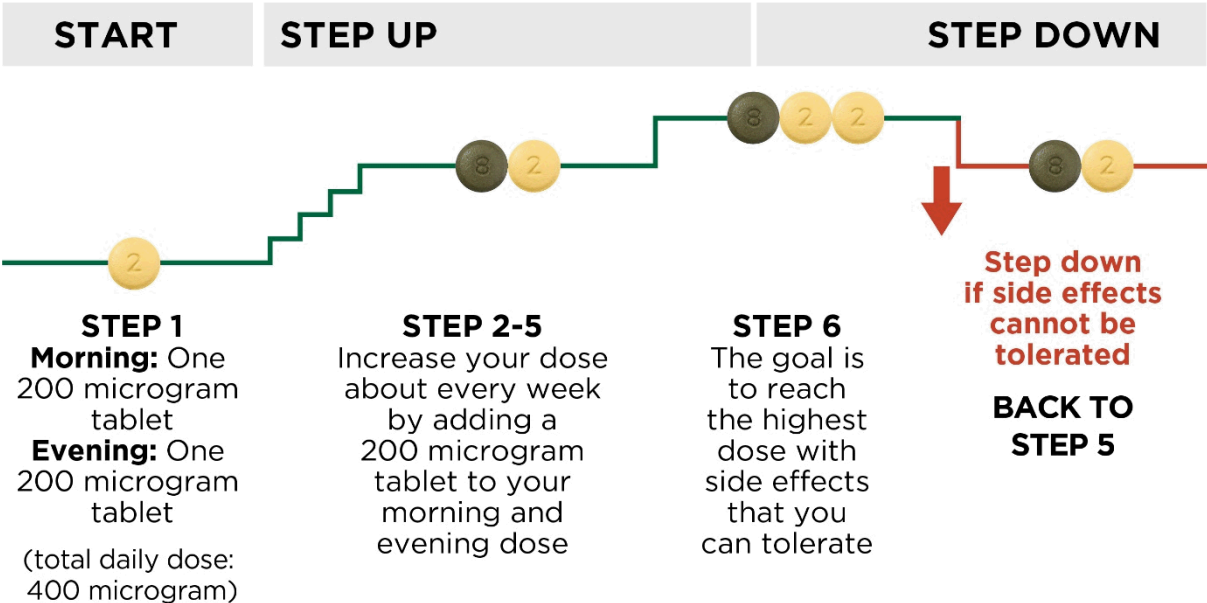 START
STEP UP
STEP DOWN
8 2 2
8 2
8 2
2
STEP 1
Morning: One
200 microgram
tablet
Evening: One
200 microgram
tablet
(total daily dose:
400 microgram)
STEP 2-5
Increase your dose
about every week
by adding a
200 microgram
tablet to your
morning and
evening dose
STEP 6
The goal is
to reach
the highest
dose with
side effects
that you
can tolerate
Step down
if side effects
cannot be
tolerated
BACK TO
STEP 5